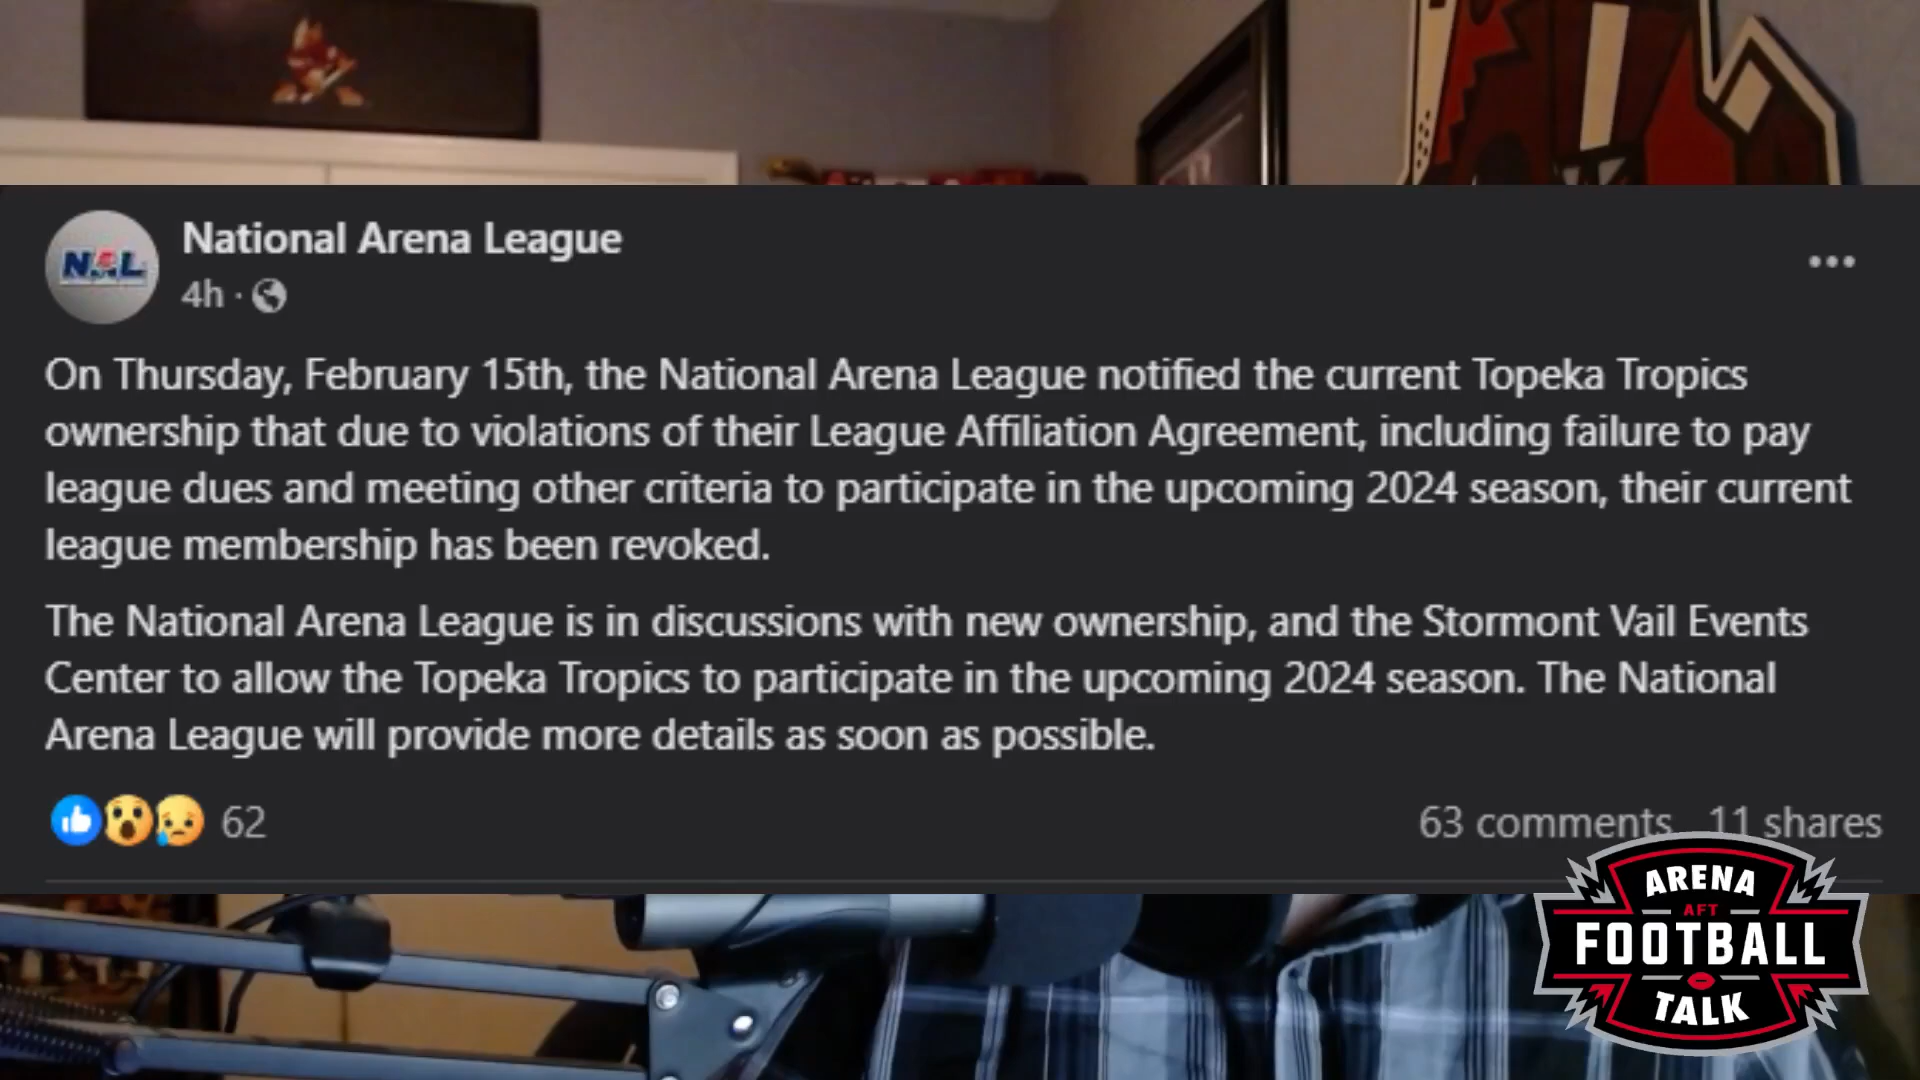 NAL
National Arena League
4h ·
On Thursday, February 15th, the National Arena League notified the current Topeka Tropics
ownership that due to violations of their League Affiliation Agreement, including failure to pay
league dues and meeting other criteria to participate in the upcoming 2024 season, their current
league membership has been revoked.
The National Arena League is in discussions with new ownership, and the Stormont Vail Events
Center to allow the Topeka Tropics to participate in the upcoming 2024 season. The National
Arena League will provide more details as soon as possible.
62
63 comments 11 shares
ARENA
AFT
FOOTBALL
TALK